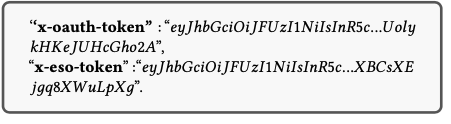 “x-oauth-token” :“eyJhbGciOiJFUzI1NiIsInR5c...Uoly
kHKeJUHcGho2A”,
“x-eso-token” :“eyJhbGciOiJFUzI1NiIsInR5c...XBCsXE
jgq8XWuLpXg”.